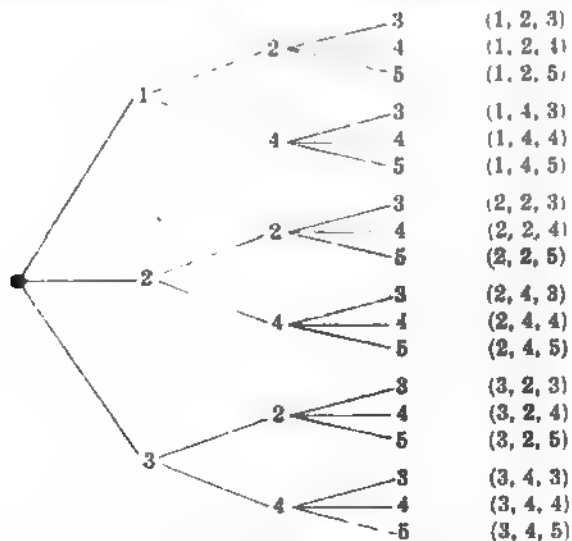 3 (1, 2, 3)
2 4 (1, 2, 4)
5 (1, 2, 5)
1
3 (1, 4, 3)
4 4 (1, 4, 4)
5 (1, 4, 5)
3 (2, 2, 3)
2 4 (2, 2, 4)
5 (2, 2, 5)
2
3 (2, 4, 3)
4 4 (2, 4, 4)
5 (2, 4, 5)
3 (3, 2, 3)
2 4 (3, 2, 4)
5 (3, 2, 5)
3
3 (3, 4, 3)
4 4 (3, 4, 4)
5 (3, 4, 5)